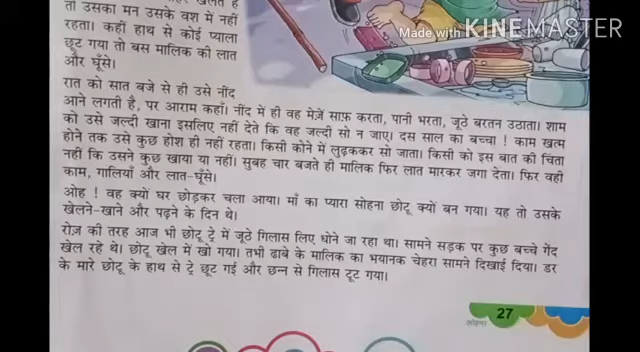 तो उसका मन उसके वश में नहीं
रहता। कहीं हाथ से कोई प्याला
छूट गया तो बस मालिक की लात
और घूँसे।
Made with KINEMASTER
रात को सात बजे से ही उसे नींद
आने लगती है, पर आराम कहाँ। नींद में ही वह मेज़ें साफ़ करता, पानी भरता, जूठे बरतन उठाता। शाम
को उसे जल्दी खाना इसलिए नहीं देते कि वह जल्दी सो न जाए। दस साल का बच्चा ! काम खत्म
होने तक उसे कुछ होश ही नहीं रहता। किसी कोने में लुढ़ककर सो जाता। किसी को इस बात की चिंता
नहीं कि उसने कुछ खाया या नहीं। सुबह चार बजते ही मालिक फिर लात मारकर जगा देता। फिर वही
काम, गालियाँ और लात-घूँसे।
ओह ! वह क्यों घर छोड़कर चला आया। माँ का प्यारा सोहना छोटू क्यों बन गया। यह तो उसके
खेलने-खाने और पढ़ने के दिन थे।
रोज़ की तरह आज भी छोटू ट्रे में जूठे गिलास लिए धोने जा रहा था। सामने सड़क पर कुछ बच्चे गेंद
खेल रहे थे। छोटू खेल में खो गया। तभी ढाबे के मालिक का भयानक चेहरा सामने दिखाई दिया। डर
के मारे छोटू के हाथ से ट्रे छूट गई और छन्न से गिलास टूट गया।
सोहना 27